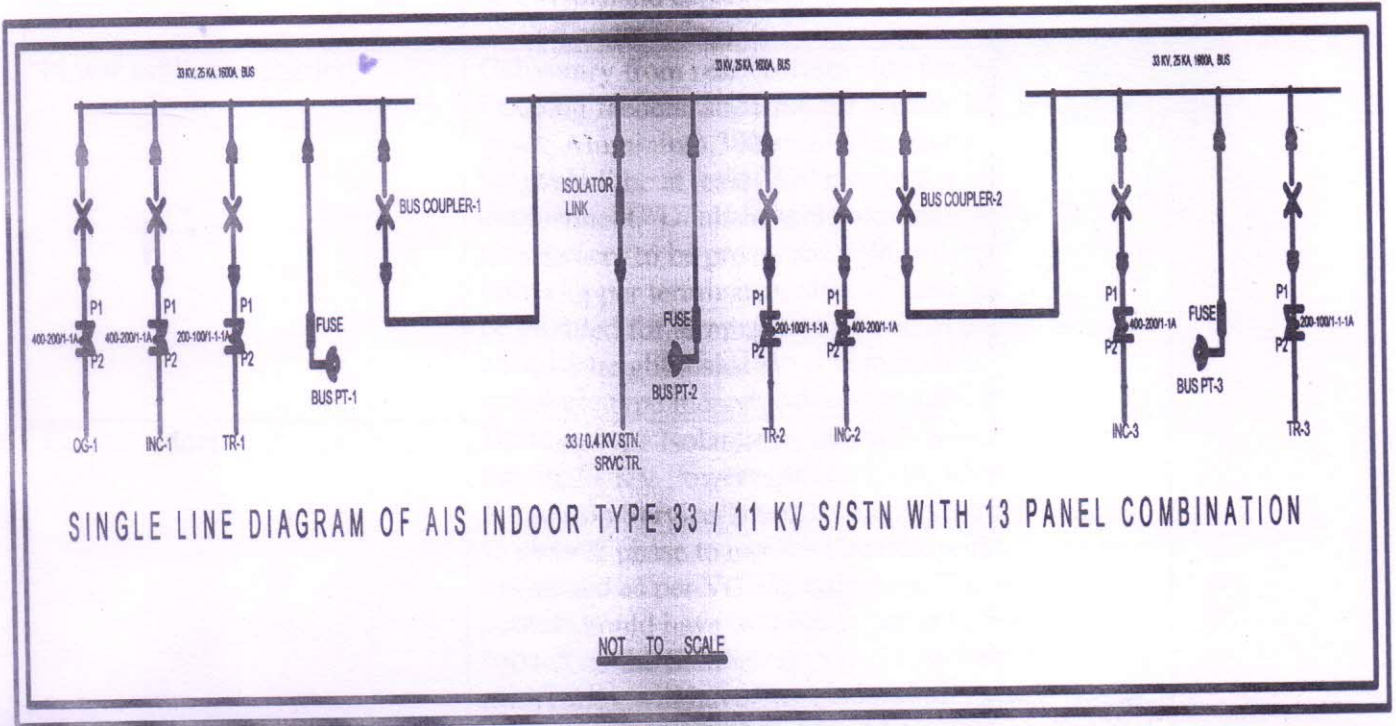 33 KV, 25 KA, 1600A, BUS
33 KV, 25 KA, 1600A, BUS
33 KV, 25 KA, 1600A, BUS
BUS COUPLER-1
ISOLATOR
LINK
BUS COUPLER-2
P1
400-200/1-1A
P2
P1
400-200/1-1A
P2
P1
200-100/1-1-1A
P2
FUSE
BUS PT-1
FUSE
BUS PT-2
P1
200-100/1-1-1A
P2
P1
400-200/1-1A
P2
P1
400-200/1-1A
P2
FUSE
BUS PT-3
P1
200-100/1-1-1A
P2
OG-1
INC-1
TR-1
33 / 0.4 KV STN.
SRVC TR.
TR-2
INC-2
INC-3
TR-3
SINGLE LINE DIAGRAM OF AIS INDOOR TYPE 33 / 11 KV S/STN WITH 13 PANEL COMBINATION
NOT TO SCALE